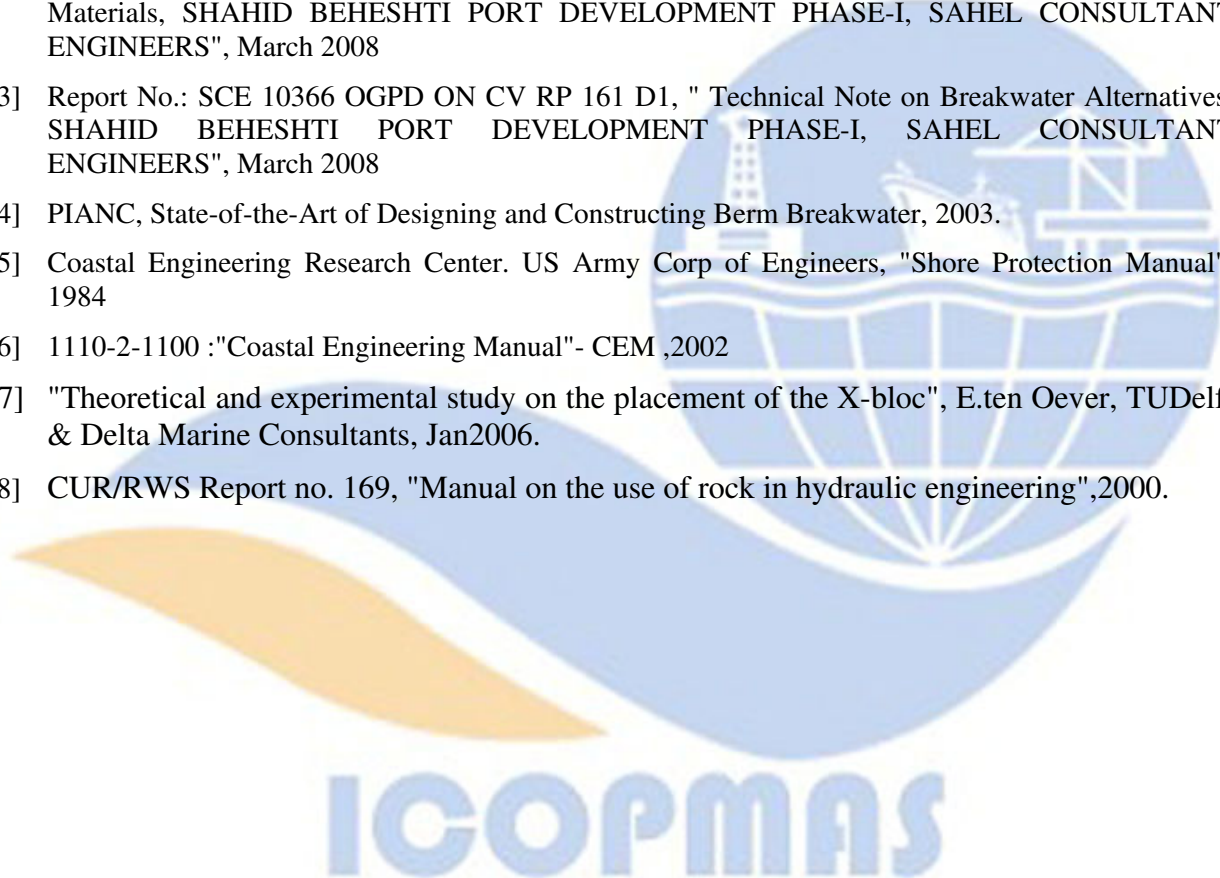 Materials, SHAHID BEHESHTI PORT DEVELOPMENT PHASE-I, SAHEL CONSULTANT
ENGINEERS", March 2008
3] Report No.: SCE 10366 OGPD ON CV RP 161 D1, " Technical Note on Breakwater Alternatives
SHAHID BEHESHTI PORT DEVELOPMENT PHASE-I, SAHEL CONSULTANT
ENGINEERS", March 2008
4] PIANC, State-of-the-Art of Designing and Constructing Berm Breakwater, 2003.
5] Coastal Engineering Research Center. US Army Corp of Engineers, "Shore Protection Manual"
1984
6] 1110-2-1100 :"Coastal Engineering Manual"- CEM ,2002
7] "Theoretical and experimental study on the placement of the X-bloc", E.ten Oever, TUDelf
& Delta Marine Consultants, Jan2006.
8] CUR/RWS Report no. 169, "Manual on the use of rock in hydraulic engineering",2000.
ICOPMAS